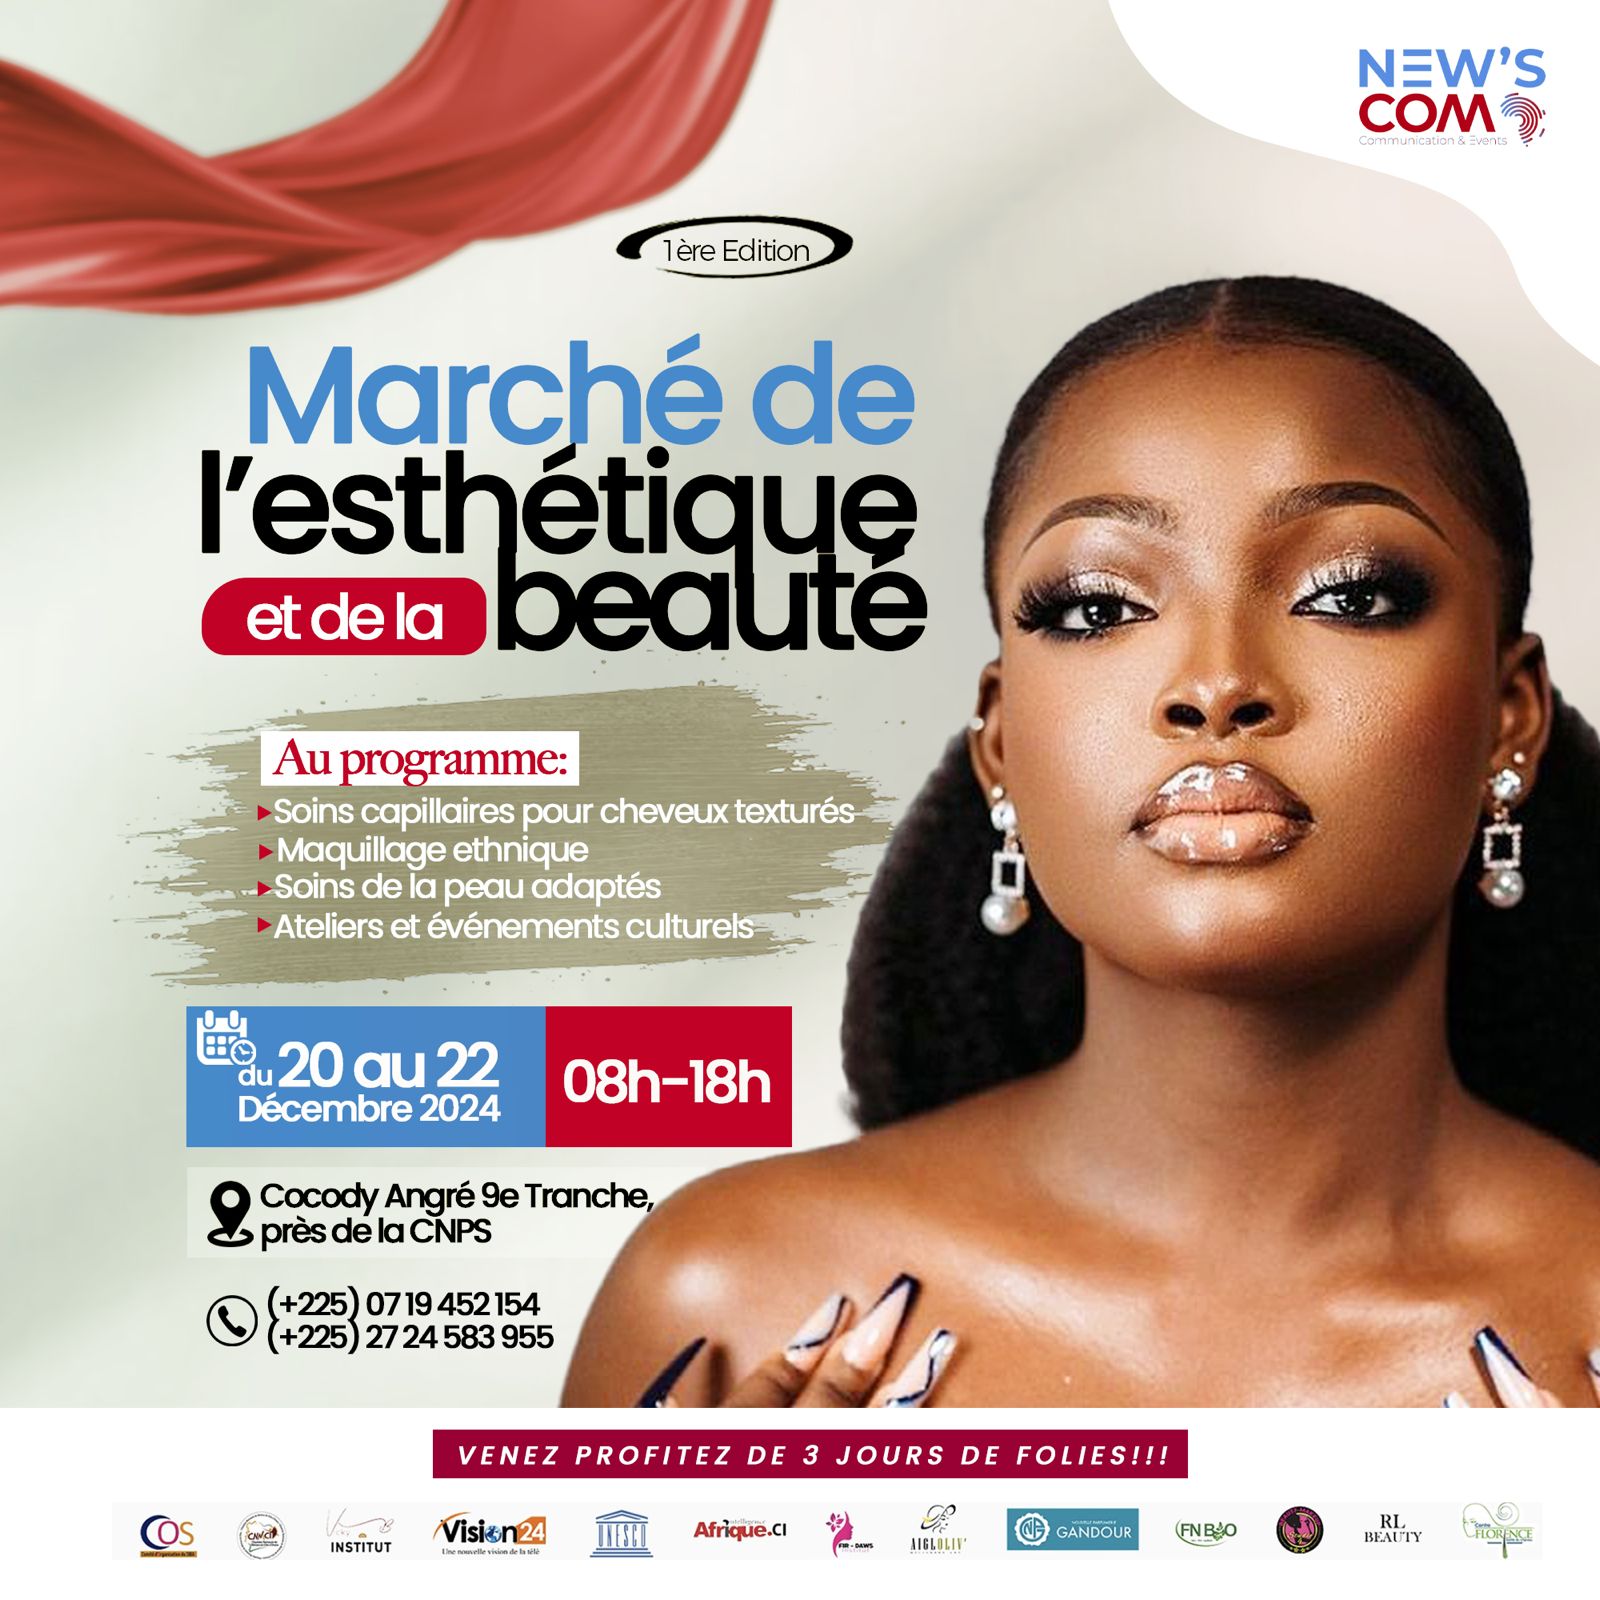 NEW'S
COM
Communication & Events
1ère Edition
Marché de
l'esthétique
et de la beauté
Au programme:
Soins capillaires pour cheveux texturés
Maquillage ethnique
Soins de la peau adaptés
Ateliers et événements culturels
du 20 au 22
Décembre 2024
08h-18h
Cocody Angré 9e Tranche,
près de la CNPS
(+225) 07 19 452 154
(+225) 27 24 583 955
VENEZ PROFITEZ DE 3 JOURS DE FOLIES!!!
COS
INSTITUT
Vision24
Une nouvelle vision de la télé
UNESCO
Afrique.CI
FIR - DAWS
AIGLOLIV'
GANDOUR
FN BIO
RL
BEAUTY
Centre
FLORENCE